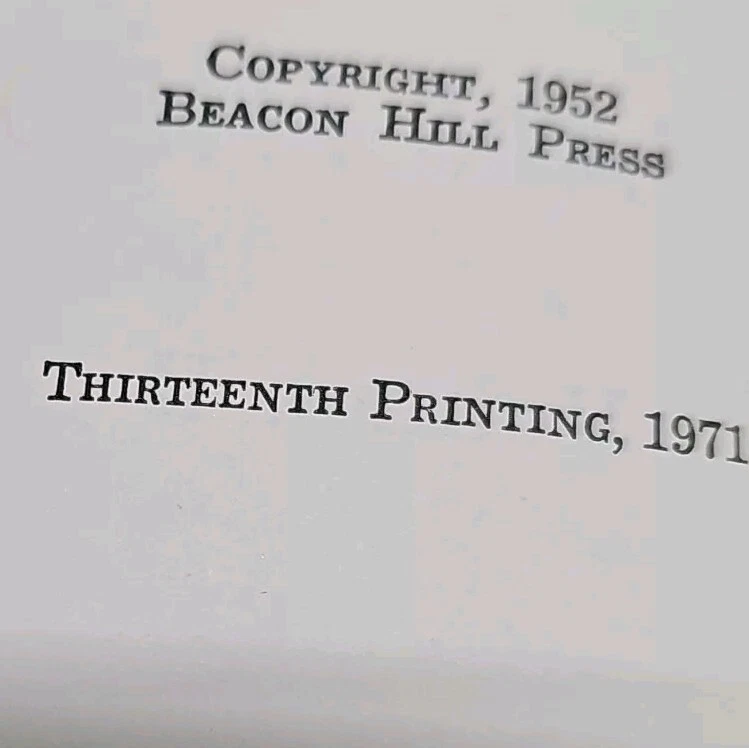 Copyright, 1952
Beacon Hill Press
Thirteenth Printing, 1971